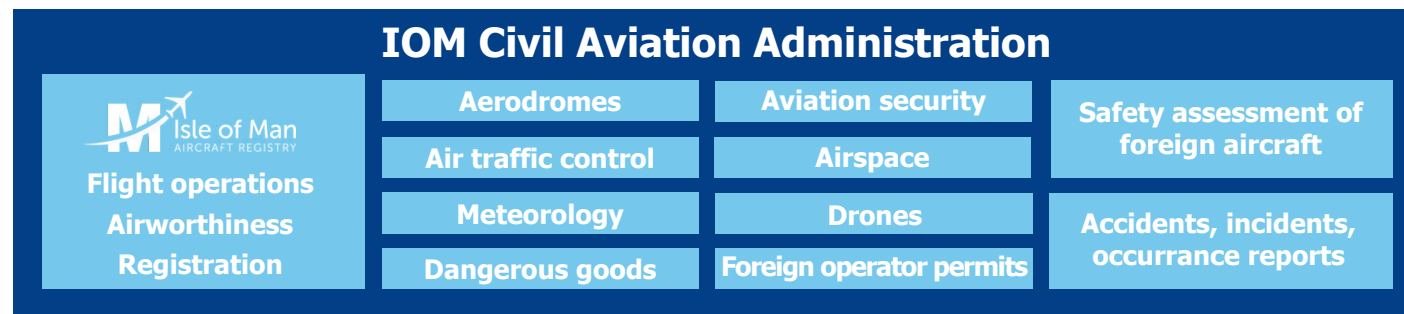 IOM Civil Aviation Administration
M
Isle of Man
AIRCRAFT REGISTRY
Flight operations
Airworthiness
Registration
Aerodromes
Air traffic control
Meteorology
Dangerous goods
Aviation security
Airspace
Drones
Foreign operator permits
Safety assessment of
foreign aircraft
Accidents, incidents,
occurrance reports